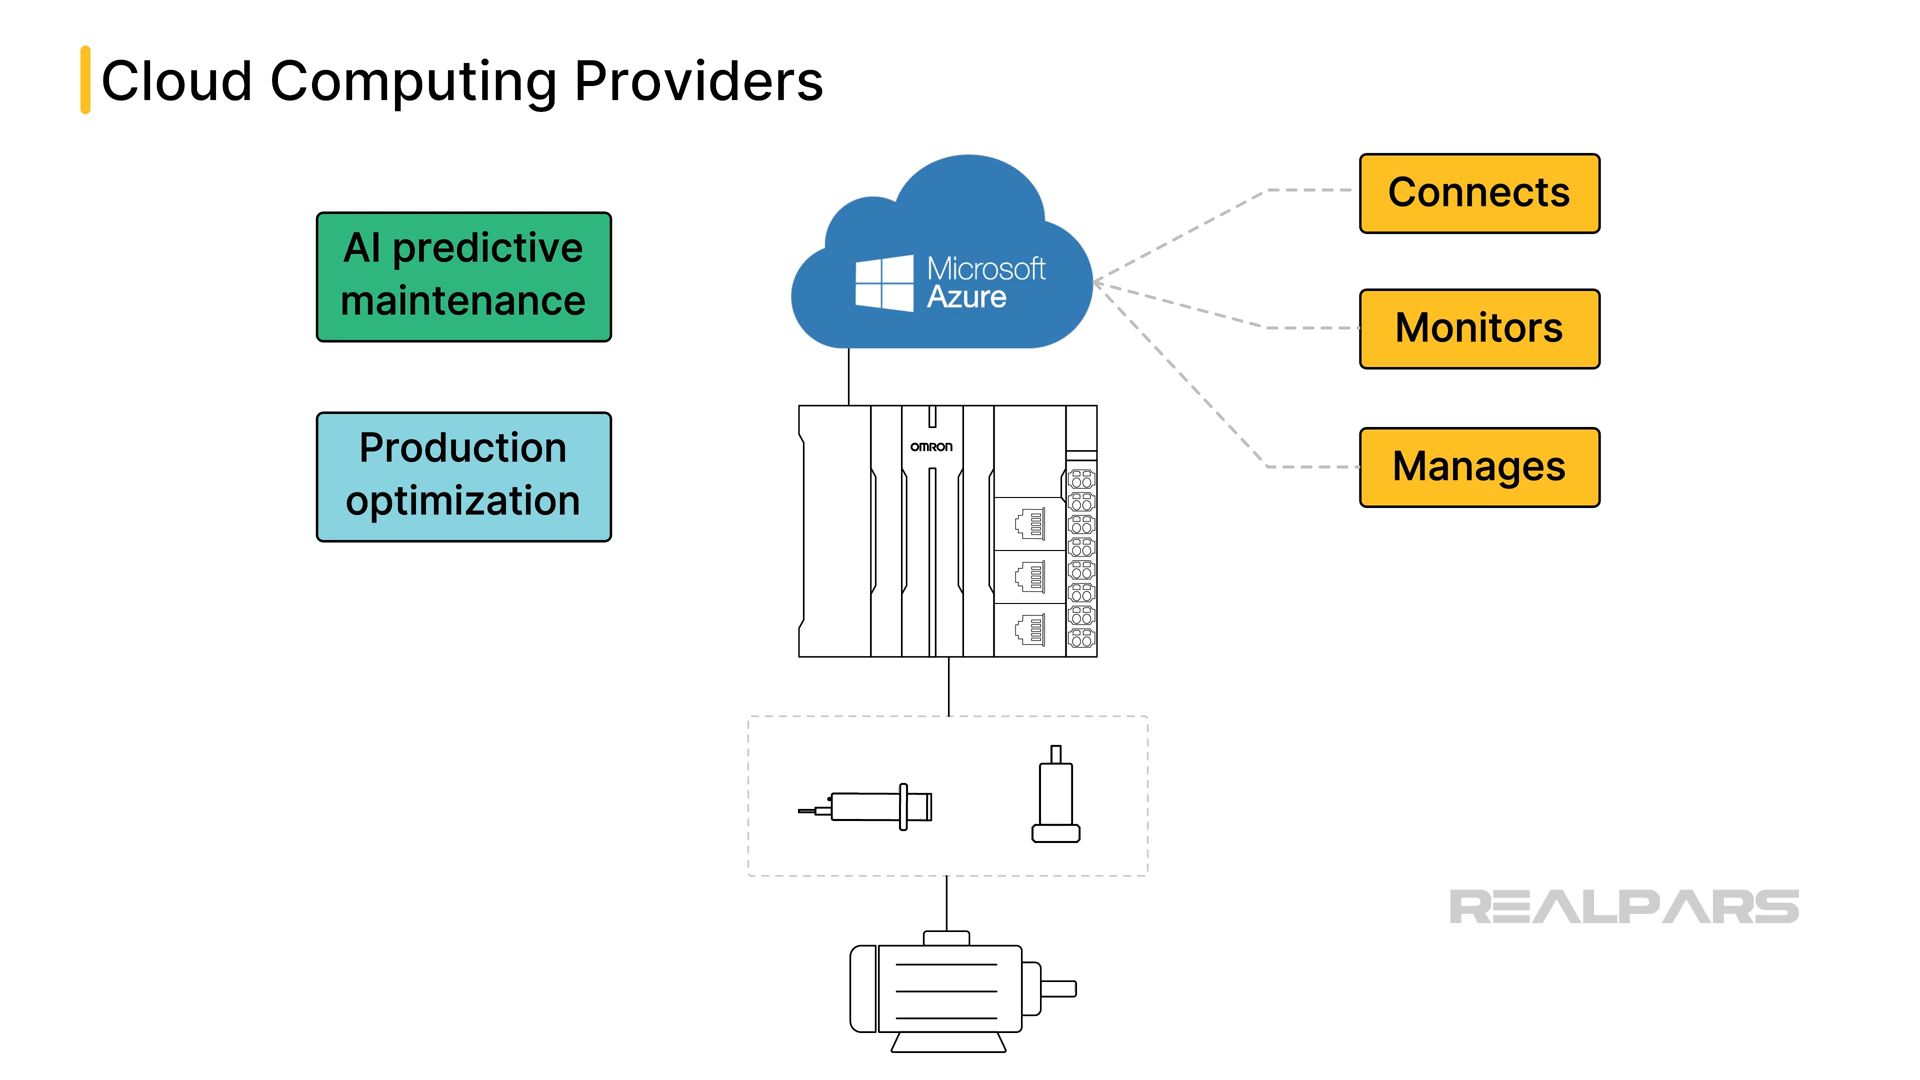 Cloud Computing Providers
AI predictive
maintenance
Production
optimization
Microsoft
Azure
OMRON
Connects
Monitors
Manages
REALPARS